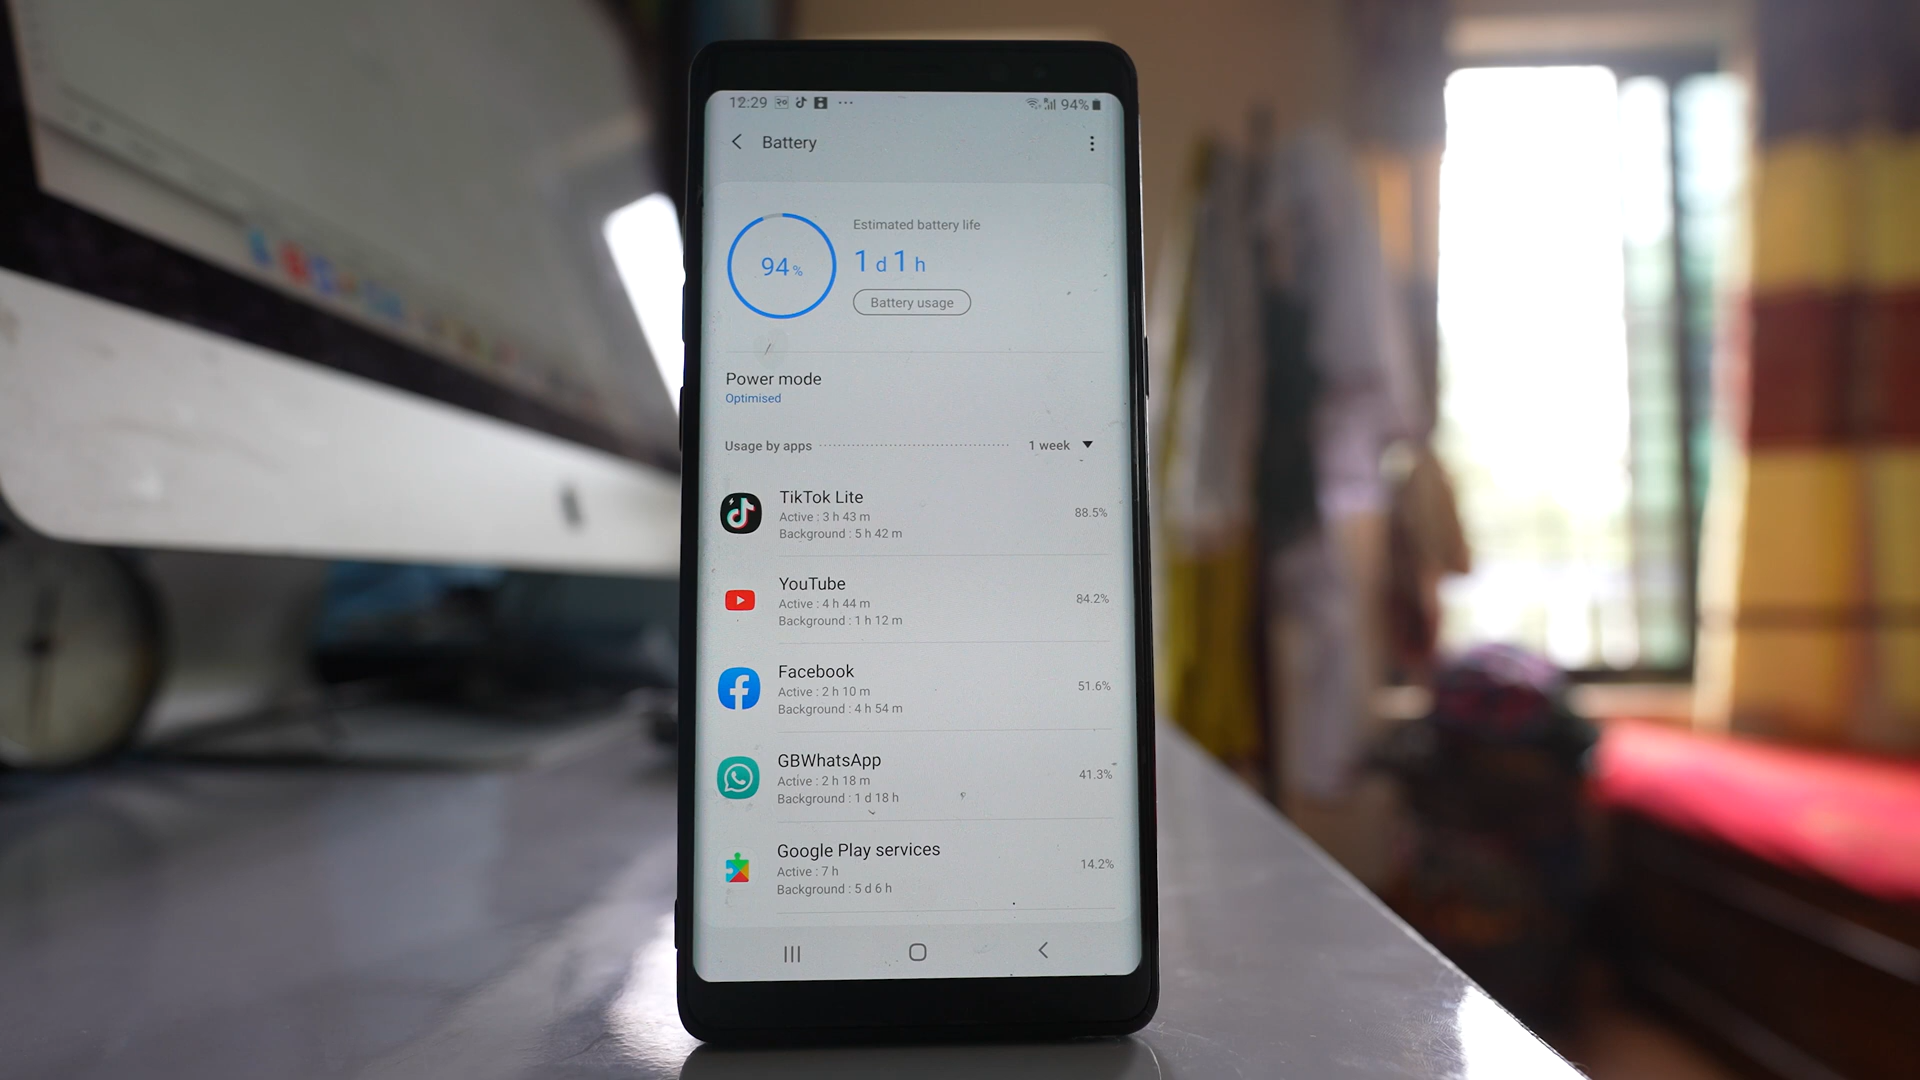 12:29 94%
Battery
94%
Estimated battery life
1 d 1 h
Battery usage
Power mode
Optimised
Usage by apps 1 week
TikTok Lite
Active : 3 h 43 m
88.5%
Background : 5 h 42 m
YouTube
Active : 4 h 44 m
84.2%
Background : 1 h 12 m
Facebook
Active : 2 h 10 m
51.6%
Background : 4 h 54 m
GBWhatsApp
Active : 2 h 18 m
41.3%
Background : 1 d 18 h
Google Play services
Active : 7 h
14.2%
Background : 5 d 6 h